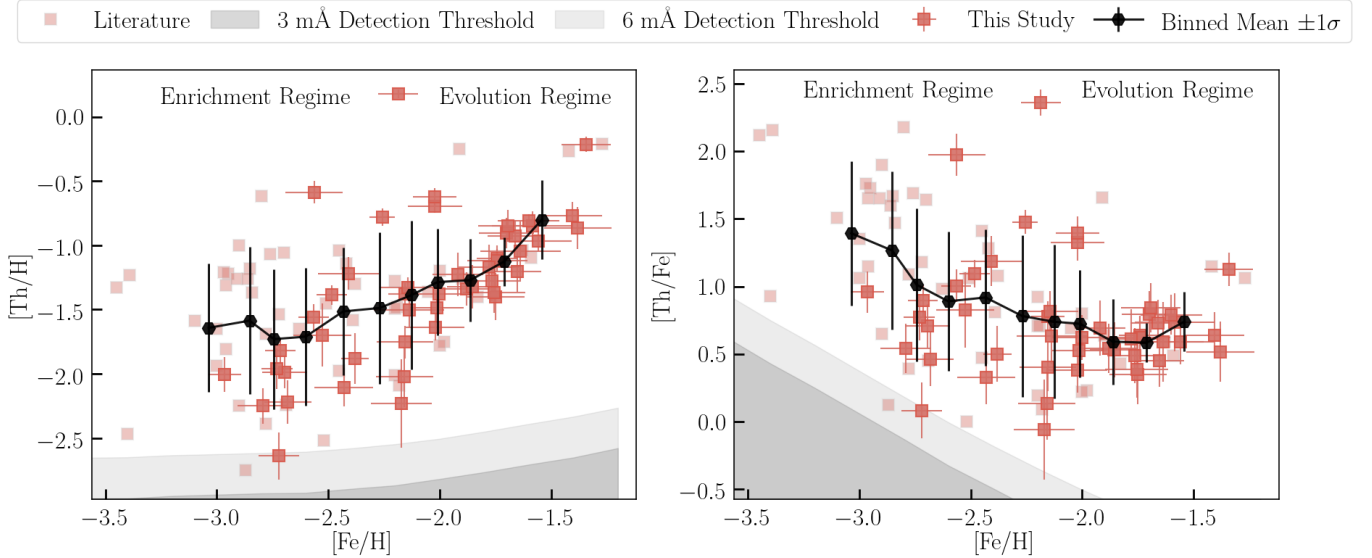 Literature 3 mÅ Detection Threshold 6 mÅ Detection Threshold This Study Binned Mean ±1σ
Enrichment Regime Evolution Regime
0.0
−0.5
−1.0
−1.5
−2.0
−2.5
[Th/H]
−3.5 −3.0 −2.5 −2.0 −1.5
[Fe/H]
Enrichment Regime Evolution Regime
2.5
2.0
1.5
1.0
0.5
0.0
−0.5
[Th/Fe]
−3.5 −3.0 −2.5 −2.0 −1.5
[Fe/H]